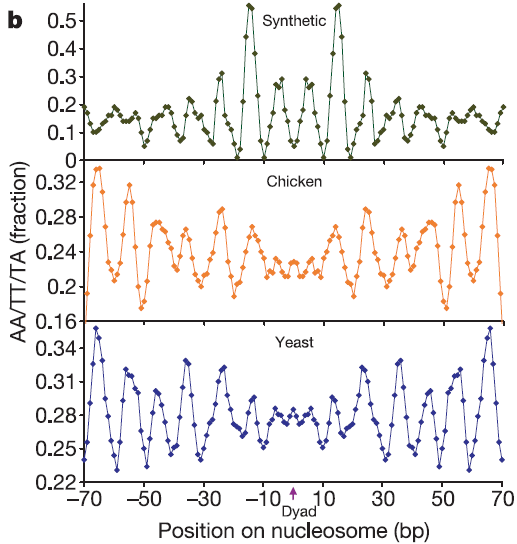 b
Synthetic
0.5
0.4
0.3
0.2
0.1
0
Chicken
0.32
0.28
0.24
0.2
0.16
AA/TT/TA (fraction)
Yeast
0.34
0.31
0.28
0.25
0.22
−70 −50 −30 −10 10 30 50 70
Dyad
Position on nucleosome (bp)